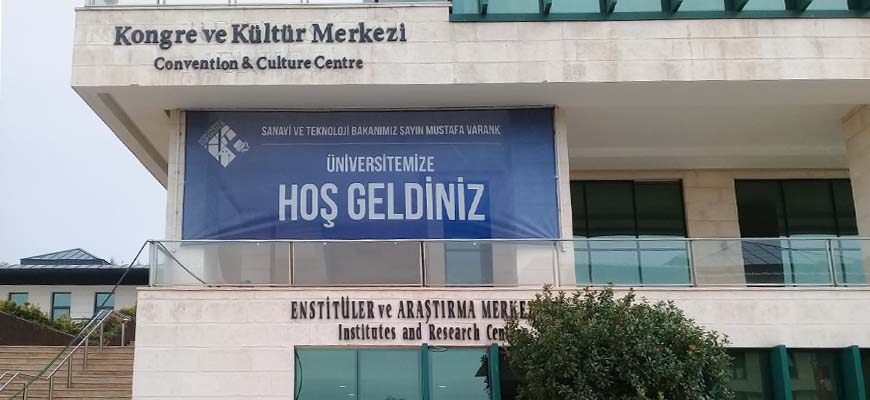 Kongre ve Kültür Merkezi
Convention & Culture Centre
SANAYİ VE TEKNOLOJİ BAKANIMIZ SAYIN MUSTAFA VARANK
ÜNİVERSİTEMİZE
HOŞ GELDİNİZ
ENSTİTÜLER ve ARAŞTIRMA
Institutes and Research